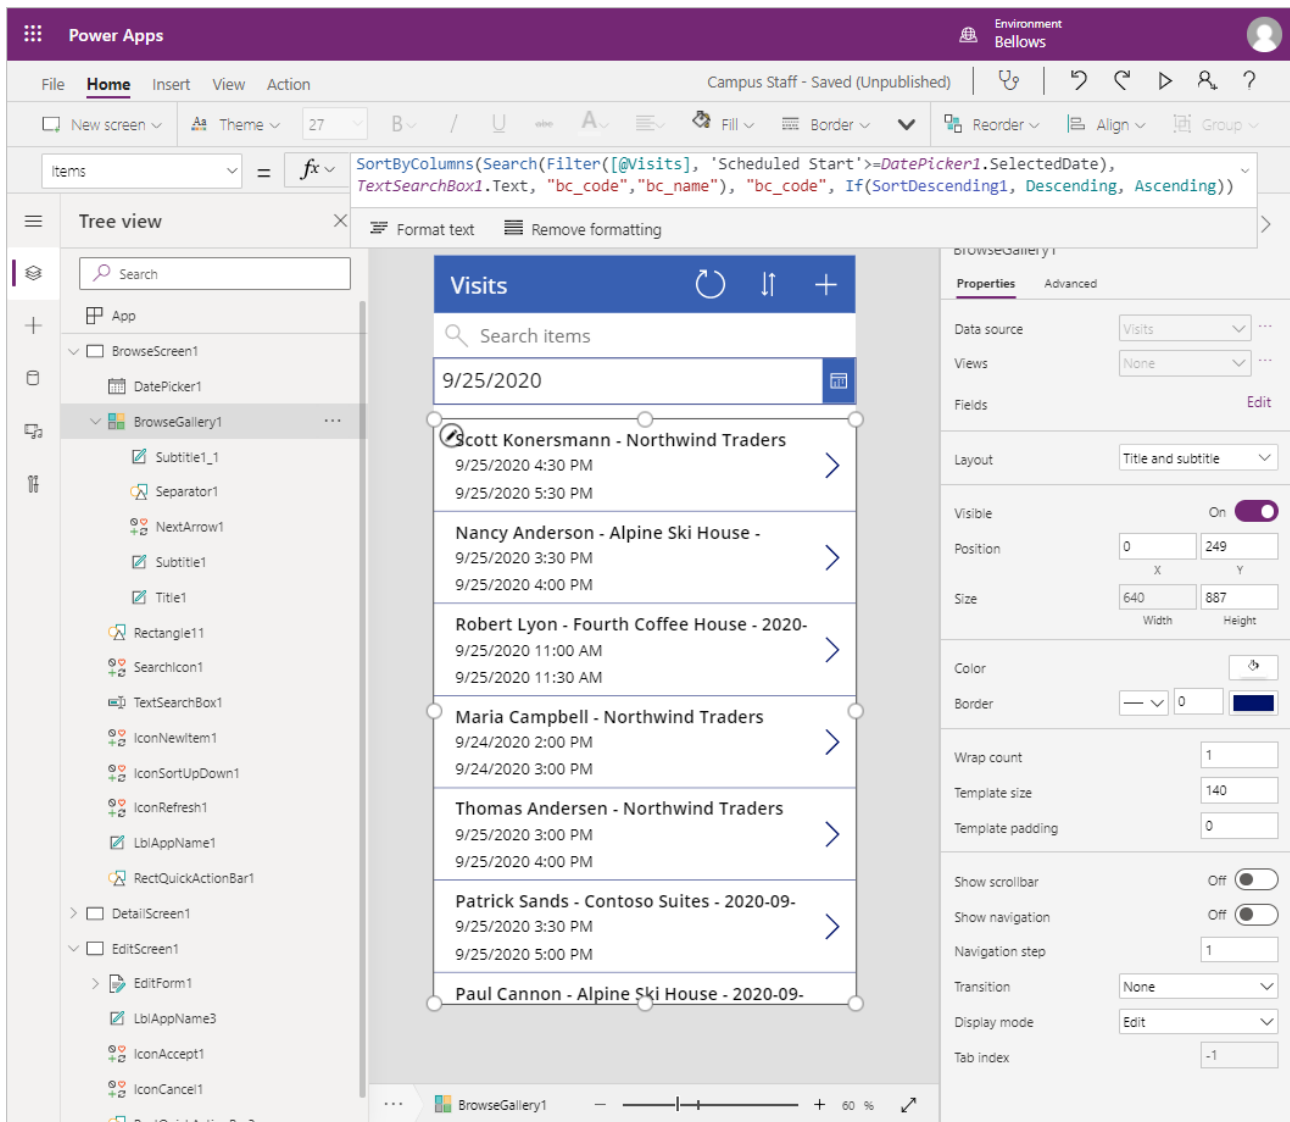 Power Apps
Environment
Bellows
File Home Insert View Action
Campus Staff - Saved (Unpublished)
New screen Theme 27 B / U abc A Fill Border Reorder Align Group
Items = fx
SortByColumns(Search(Filter([@Visits], 'Scheduled Start'>=DatePicker1.SelectedDate),
TextSearchBox1.Text, "bc_code","bc_name"), "bc_code", If(SortDescending1, Descending, Ascending))
Format text Remove formatting
Tree view
Search
App
BrowseScreen1
DatePicker1
BrowseGallery1
Subtitle1_1
Separator1
NextArrow1
Subtitle1
Title1
Rectangle11
SearchIcon1
TextSearchBox1
IconNewItem1
IconSortUpDown1
IconRefresh1
LblAppName1
RectQuickActionBar1
DetailScreen1
EditScreen1
EditForm1
LblAppName3
IconAccept1
IconCancel1
Visits
Search items
9/25/2020
Scott Konersmann - Northwind Traders
9/25/2020 4:30 PM
9/25/2020 5:30 PM
Nancy Anderson - Alpine Ski House -
9/25/2020 3:30 PM
9/25/2020 4:00 PM
Robert Lyon - Fourth Coffee House - 2020-
9/25/2020 11:00 AM
9/25/2020 11:30 AM
Maria Campbell - Northwind Traders
9/24/2020 2:00 PM
9/24/2020 3:00 PM
Thomas Andersen - Northwind Traders
9/25/2020 3:00 PM
9/25/2020 4:00 PM
Patrick Sands - Contoso Suites - 2020-09-
9/25/2020 3:30 PM
9/25/2020 5:00 PM
Paul Cannon - Alpine Ski House - 2020-09-
BrowseGallery1
60 %
BrowseGallery1
Properties Advanced
Data source Visits
Views None
Fields Edit
Layout Title and subtitle
Visible On
Position 0 249
X Y
Size 640 887
Width Height
Color
Border 0
Wrap count 1
Template size 140
Template padding 0
Show scrollbar Off
Show navigation Off
Navigation step 1
Transition None
Display mode Edit
Tab index -1